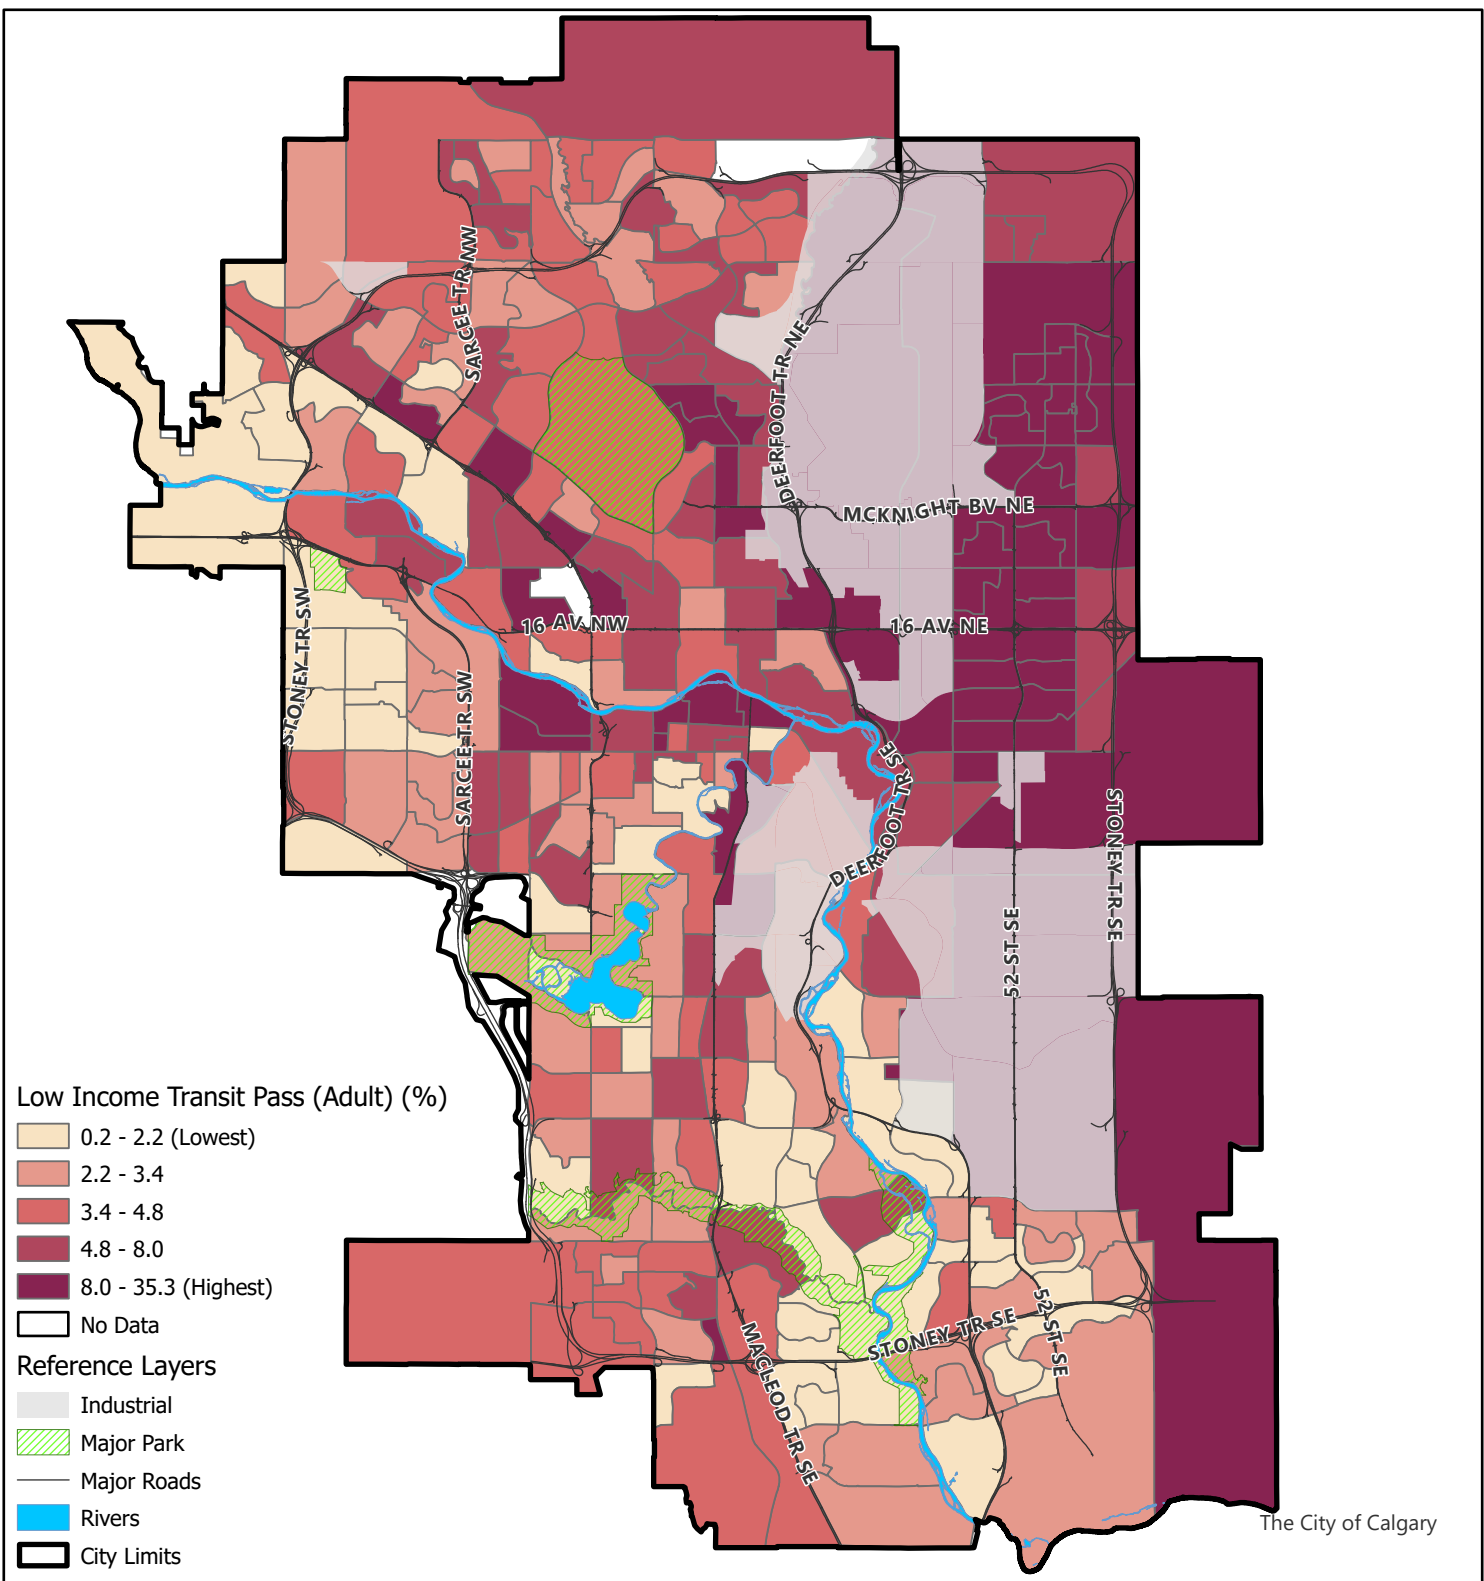 SARCEE TR NW
DEERFOOT TR NE
MCKNIGHT BV NE
16 AV NW
16 AV NE
STONEY TR SW
SARCEE TR SW
DEERFOOT TR SE
STONEY TR SE
52 ST SE
Low Income Transit Pass (Adult) (%)
0.2 - 2.2 (Lowest)
2.2 - 3.4
3.4 - 4.8
4.8 - 8.0
8.0 - 35.3 (Highest)
No Data
Reference Layers
Industrial
Major Park
Major Roads
Rivers
City Limits
STONEY TR SE
52 ST SE
MACLEOD TR SE
The City of Calgary